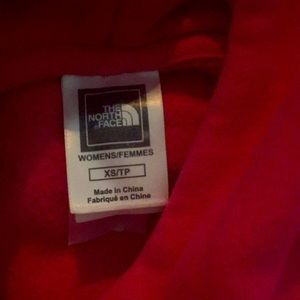 THE
NORTH
FACE
WOMENS/FEMMES
XS/TP
Made in China
Fabriqué en Chine